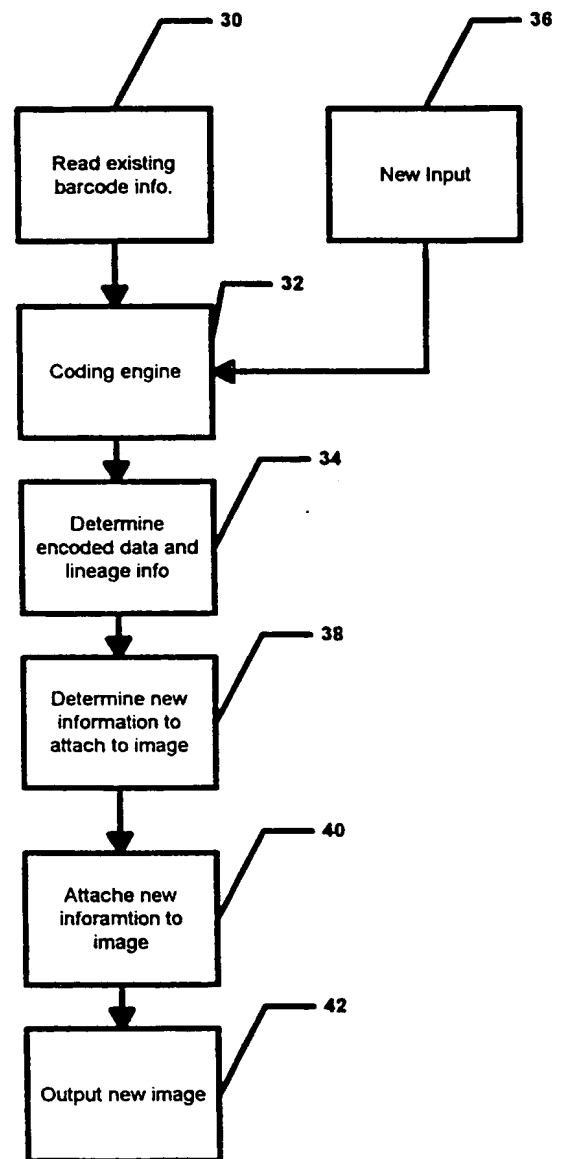 30
36
Read existing
barcode info.
New Input
32
Coding engine
34
Determine
encoded data and
lineage info
38
Determine new
information to
attach to image
40
Attache new
inforamtion to
image
42
Output new image